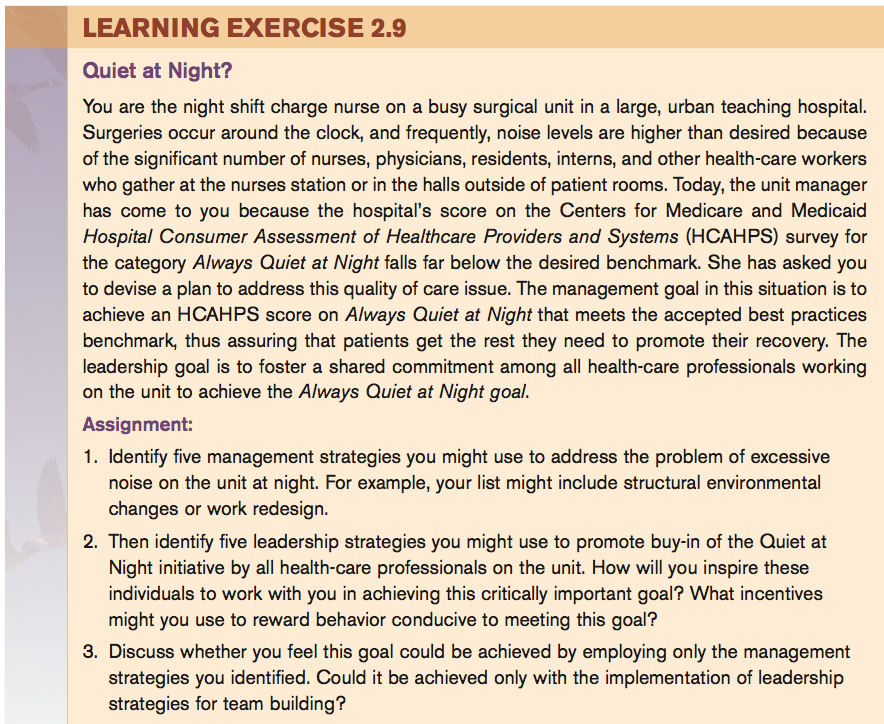 LEARNING EXERCISE 2.9
Quiet at Night?
You are the night shift charge nurse on a busy surgical unit in a large, urban teaching hospital.
Surgeries occur around the clock, and frequently, noise levels are higher than desired because
of the significant number of nurses, physicians, residents, interns, and other health-care workers
who gather at the nurses station or in the halls outside of patient rooms. Today, the unit manager
has come to you because the hospital's score on the Centers for Medicare and Medicaid
Hospital Consumer Assessment of Healthcare Providers and Systems (HCAHPS) survey for
the category Always Quiet at Night falls far below the desired benchmark. She has asked you
to devise a plan to address this quality of care issue. The management goal in this situation is to
achieve an HCAHPS score on Always Quiet at Night that meets the accepted best practices
benchmark, thus assuring that patients get the rest they need to promote their recovery. The
leadership goal is to foster a shared commitment among all health-care professionals working
on the unit to achieve the Always Quiet at Night goal.
Assignment:
1. Identify five management strategies you might use to address the problem of excessive
noise on the unit at night. For example, your list might include structural environmental
changes or work redesign.
2. Then identify five leadership strategies you might use to promote buy-in of the Quiet at
Night initiative by all health-care professionals on the unit. How will you inspire these
individuals to work with you in achieving this critically important goal? What incentives
might you use to reward behavior conducive to meeting this goal?
3. Discuss whether you feel this goal could be achieved by employing only the management
strategies you identified. Could it be achieved only with the implementation of leadership
strategies for team building?